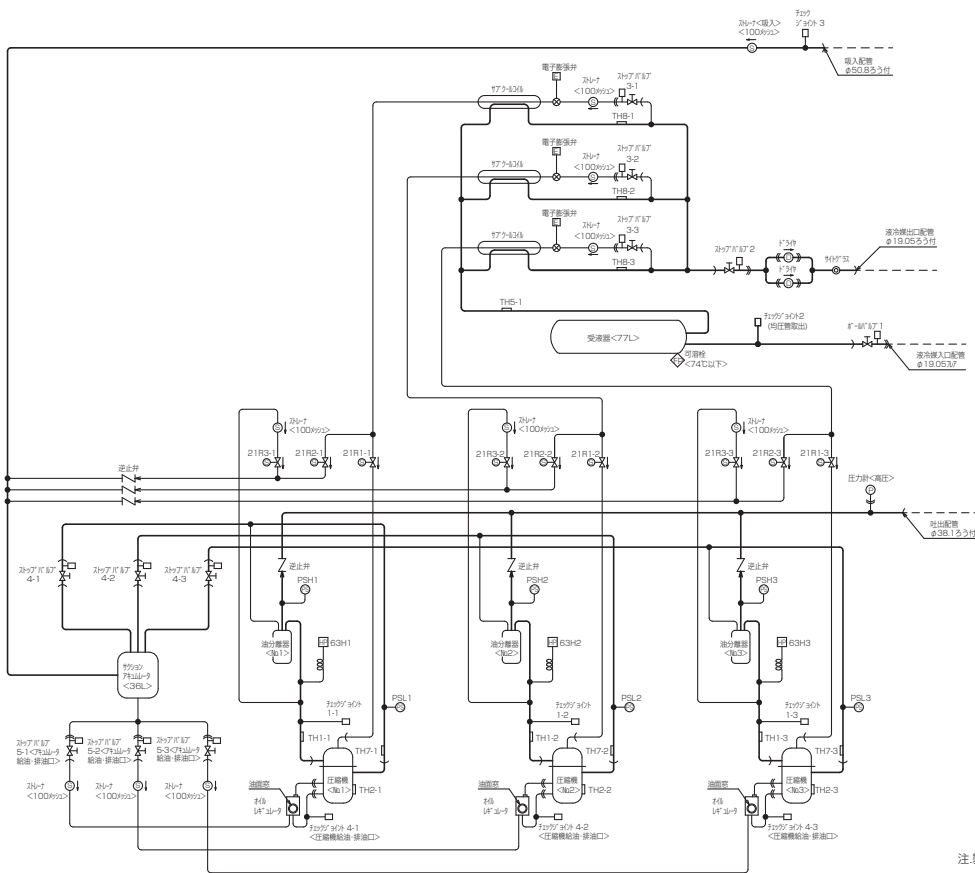 ストレーナ<吸入>
<100メッシュ>
チェック
ジョイント 3
吸入配管
φ50.8ろう付
電子膨張弁
サブクールコイル
ストレーナ
<100メッシュ>
ストップバルブ
3-1
TH8-1
電子膨張弁
サブクールコイル
ストレーナ
<100メッシュ>
ストップバルブ
3-2
TH8-2
電子膨張弁
サブクールコイル
ストレーナ
<100メッシュ>
ストップバルブ
3-3
TH8-3
ストップバルブ2
ドライヤ
ドライヤ
サイトグラス
液冷媒出口配管
φ19.05ろう付
TH5-1
受液器<77L>
チェックジョイント2
(均圧管取出)
ボールバルブ1
可溶栓
<74℃以下>
液冷媒入口配管
φ19.05フレア
ストレーナ
<100メッシュ>
21R3-1
21R2-1
21R1-1
ストレーナ
<100メッシュ>
21R3-2
21R2-2
21R1-2
ストレーナ
<100メッシュ>
21R3-3
21R2-3
21R1-3
逆止弁
圧力計<高圧>
吐出配管
φ38.1ろう付
ストップバルブ
4-1
ストップバルブ
4-2
ストップバルブ
4-3
逆止弁
PSH1
逆止弁
PSH2
逆止弁
PSH3
油分離器
<No1>
63H1
油分離器
<No2>
63H2
油分離器
<No3>
63H3
サクション
アキュムレータ
<36L>
チェックジョイント
1-1
PSL1
チェックジョイント
1-2
PSL2
チェックジョイント
1-3
PSL3
TH1-1
TH7-1
TH1-2
TH7-2
TH1-3
TH7-3
ストップバルブ
5-1<アキュムレータ
給油・排油口>
ストップバルブ
5-2<アキュムレータ
給油・排油口>
ストップバルブ
5-3<アキュムレータ
給油・排油口>
ストレーナ
<100メッシュ>
ストレーナ
<100メッシュ>
ストレーナ
<100メッシュ>
油面窓
オイル
レギュレータ
圧縮機
<No1>
TH2-1
油面窓
オイル
レギュレータ
圧縮機
<No2>
TH2-2
油面窓
オイル
レギュレータ
圧縮機
<No3>
TH2-3
チェックジョイント 4-1
<圧縮機給油・排油口>
チェックジョイント 4-2
<圧縮機給油・排油口>
チェックジョイント 4-3
<圧縮機給油・排油口>